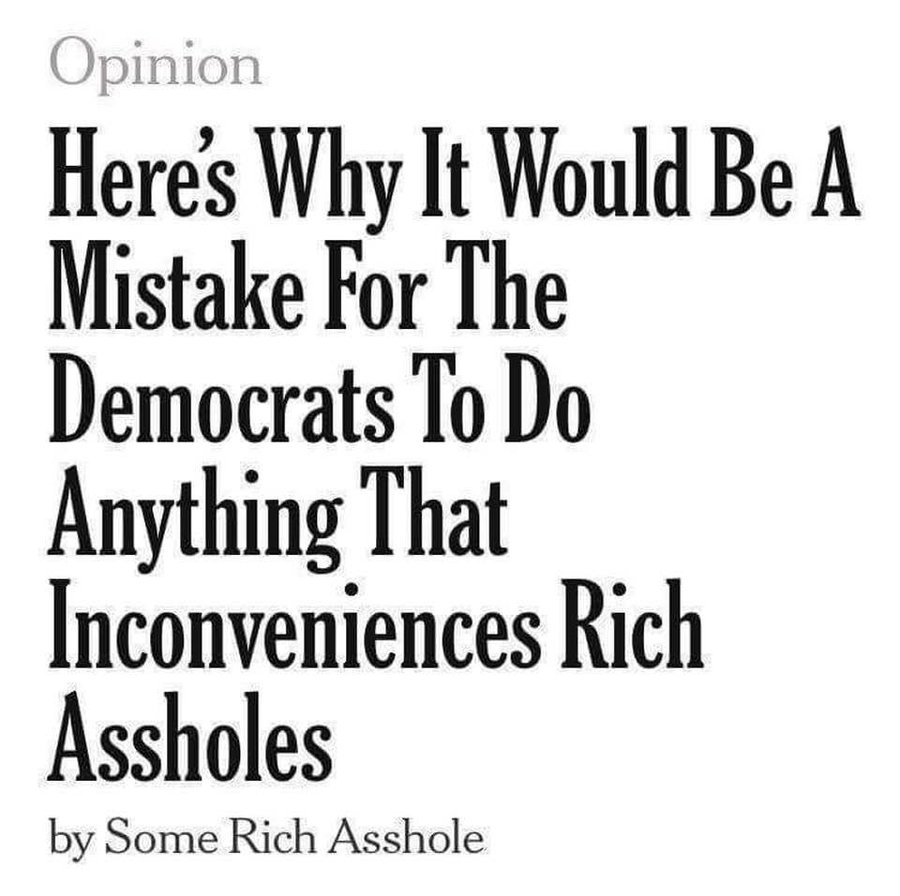 Opinion
Here's Why It Would Be A
Mistake For The
Democrats To Do
Anything That
Inconveniences Rich
Assholes
by Some Rich Asshole